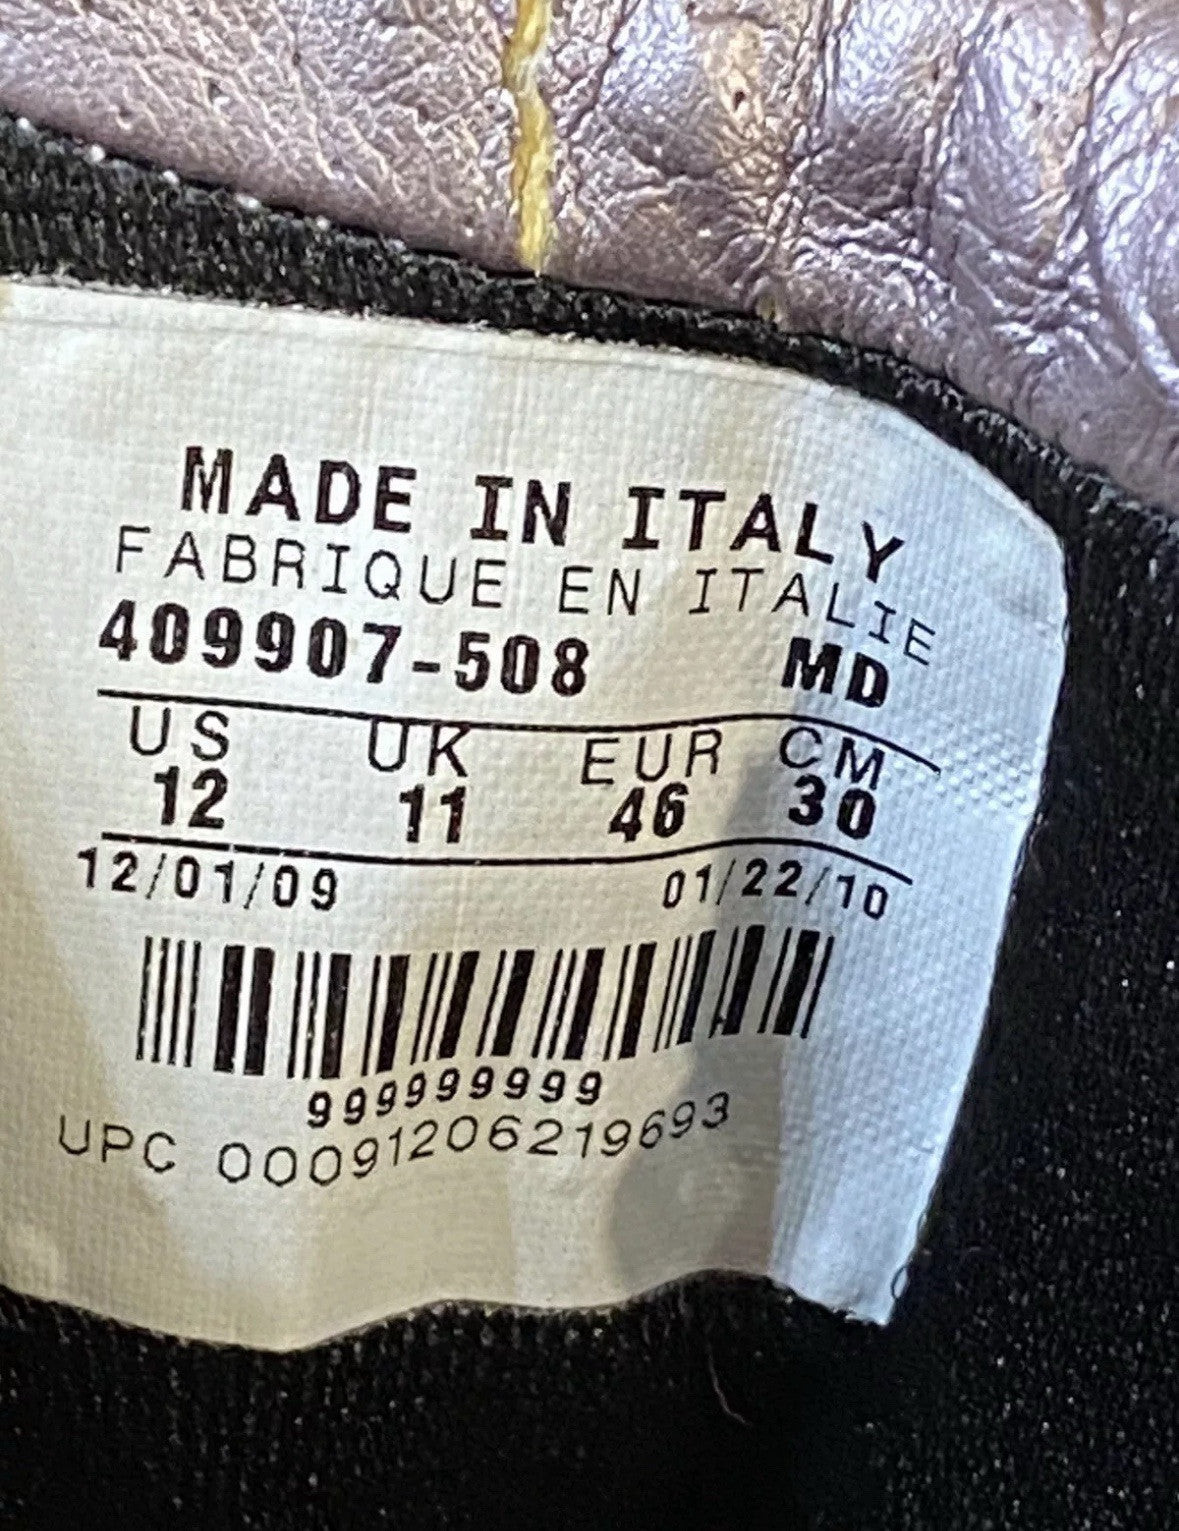 MADE IN ITALY
FABRIQUE EN ITALIE
409907-508 MD
US UK EUR CM
12 11 46 30
12/01/09 01/22/10
999999999
UPC 00091206219693